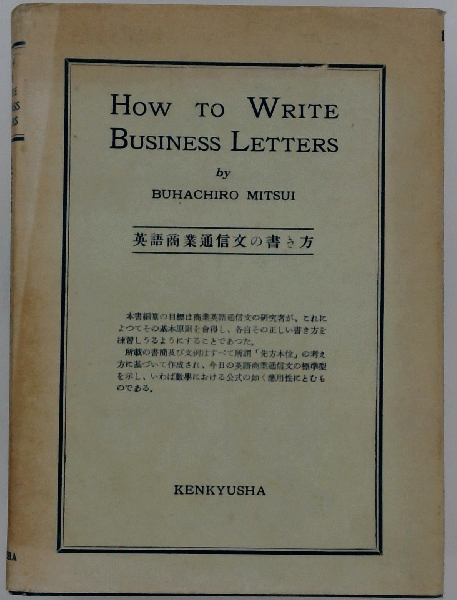 HOW TO WRITE
BUSINESS LETTERS
by
BUHACHIRO MITSUI
英語商業通信文の書き方
本書編纂の目標は商業英語通信文の研究者が、これに
よつてその基本原則を會得し、各自その正しい書き方を
練習しうるようにすることであつた。
所載の書簡及び文例はすべて所謂「先方本位」の考え
方に基づいて作成され、今日の英語商業通信文の標準型
を示し、いわば数學における公式の如く應用性にとむも
のである。
KENKYUSHA